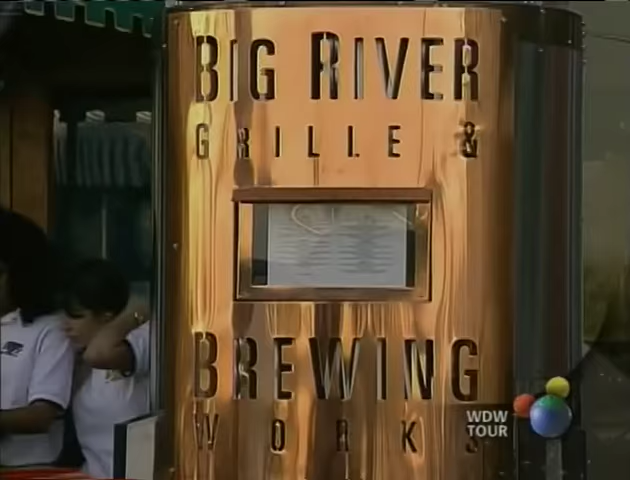 BIG RIVER
GRILLE &
BREWING
WORKS
WDW
TOUR